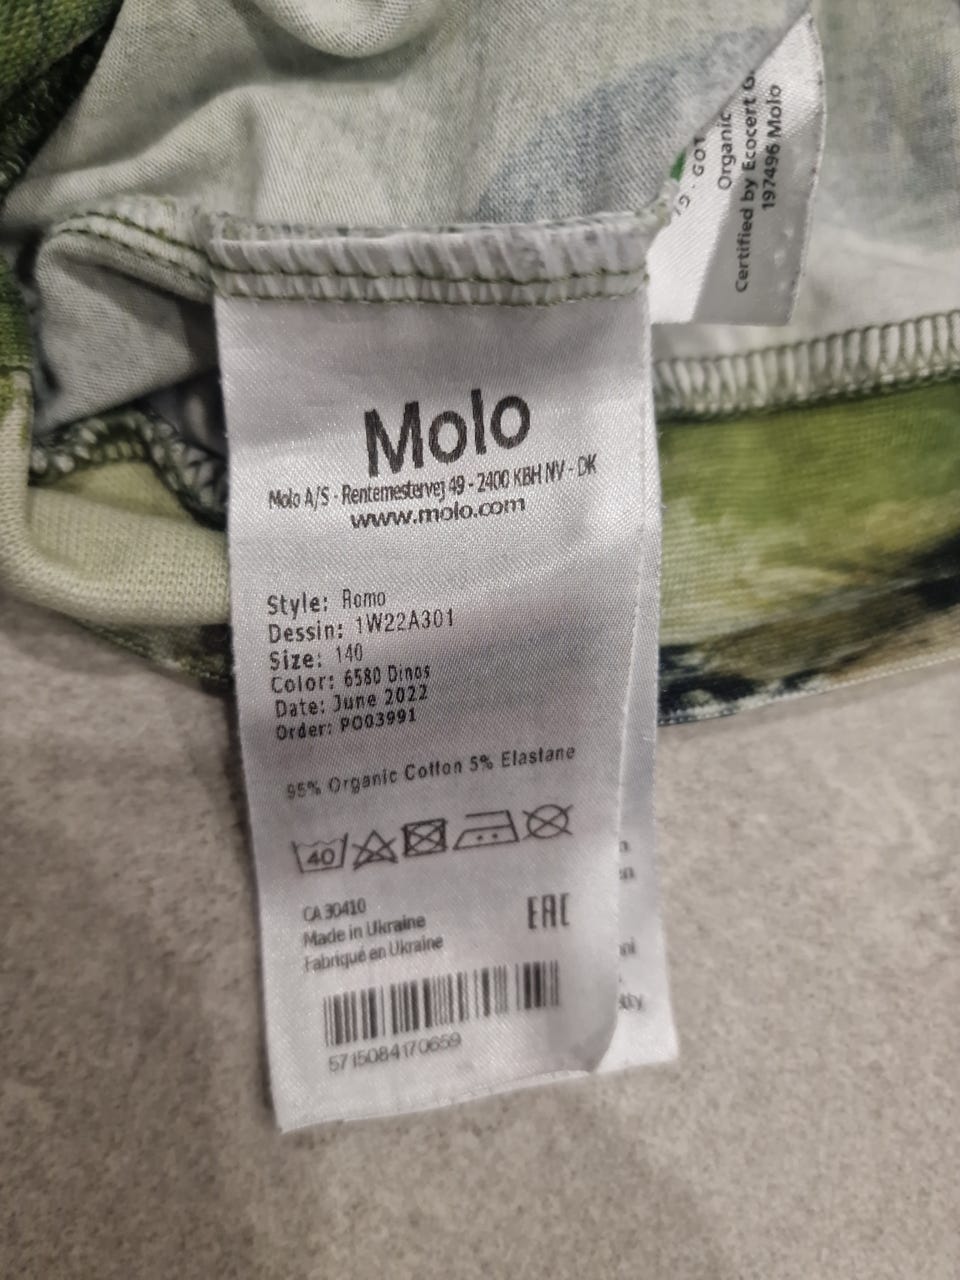 Organic
Certified by Ecocert G
197496 Molo
Molo
Molo A/S - Rentemestervej 49 - 2400 KBH NV - DK
www.molo.com
Style: Romo
Dessin: 1W22A301
Size: 140
Color: 6580 Dinos
Date: June 2022
Order: PO03991
95% Organic Cotton 5% Elastane
40
CA 30410
Made in Ukraine
Fabriqué en Ukraine
EAC
5715084170659